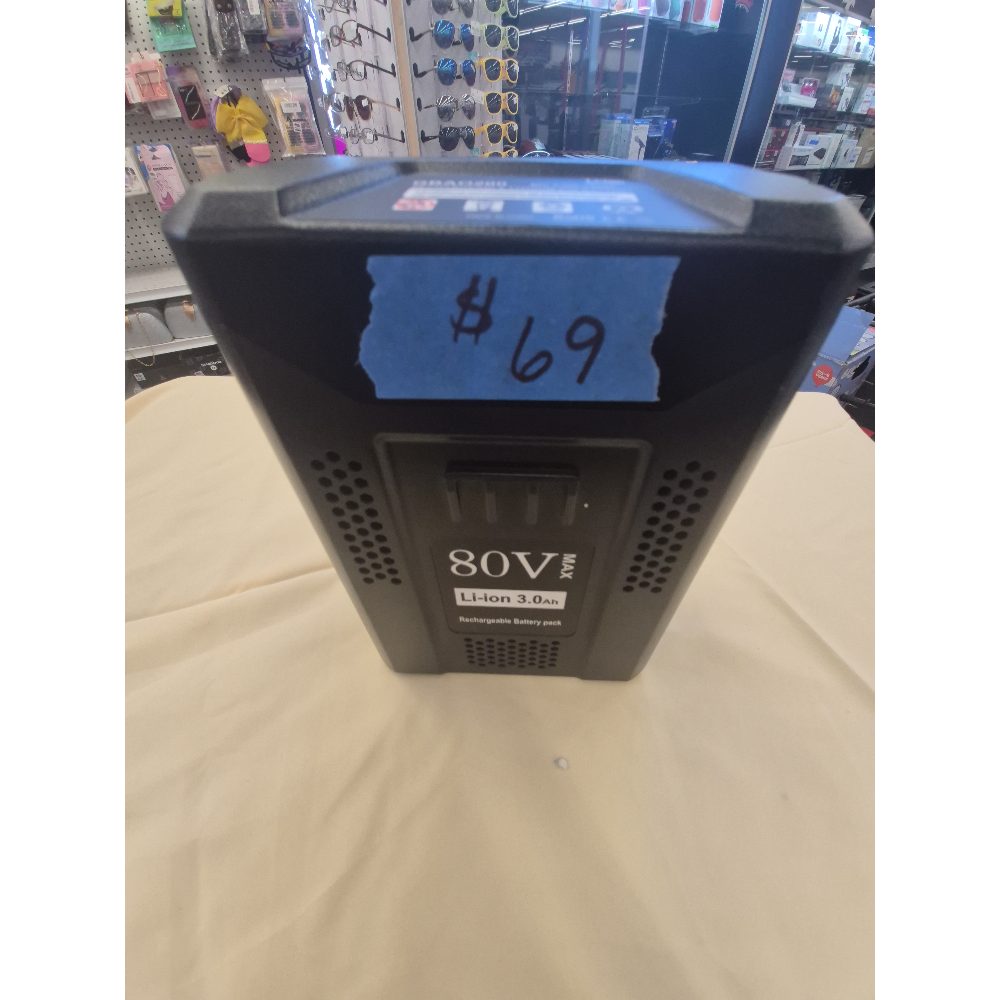 $ 69
80V MAX
Li-ion 3.0Ah
Rechargeable Battery pack